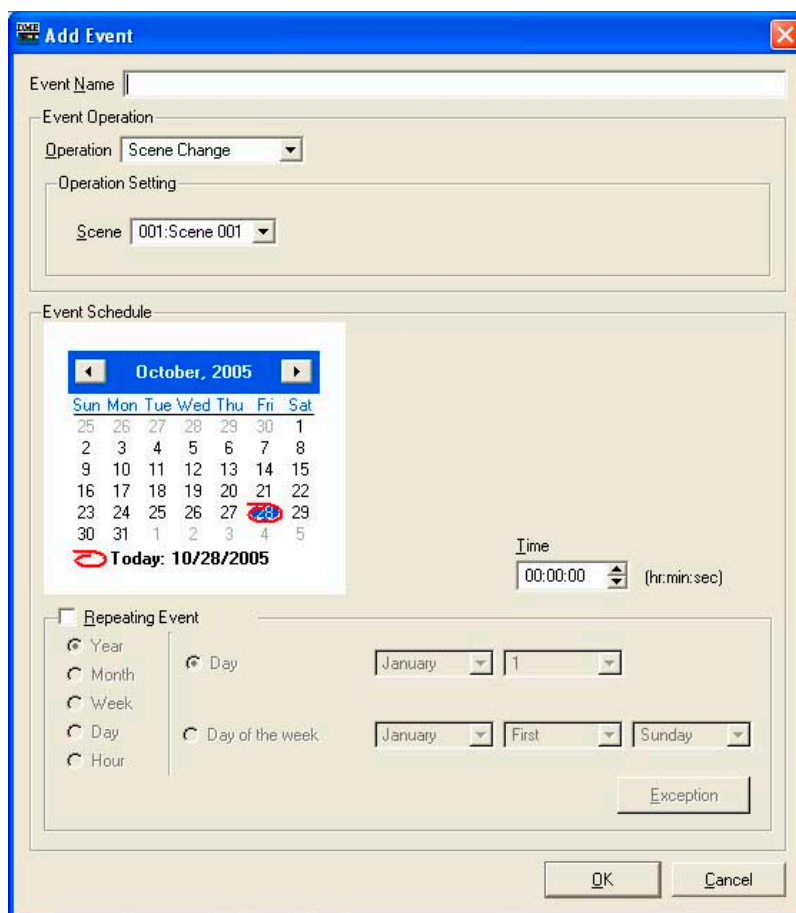 DME
Add Event
Event Name
Event Operation
Operation Scene Change
Operation Setting
Scene 001:Scene 001
Event Schedule
October, 2005
Sun Mon Tue Wed Thu Fri Sat
25 26 27 28 29 30 1
2 3 4 5 6 7 8
9 10 11 12 13 14 15
16 17 18 19 20 21 22
23 24 25 26 27 28 29
30 31 1 2 3 4 5
Today: 10/28/2005
Time
00:00:00 (hr:min:sec)
Repeating Event
Year
Month
Week
Day
Hour
Day January 1
Day of the week January First Sunday
Exception
OK Cancel